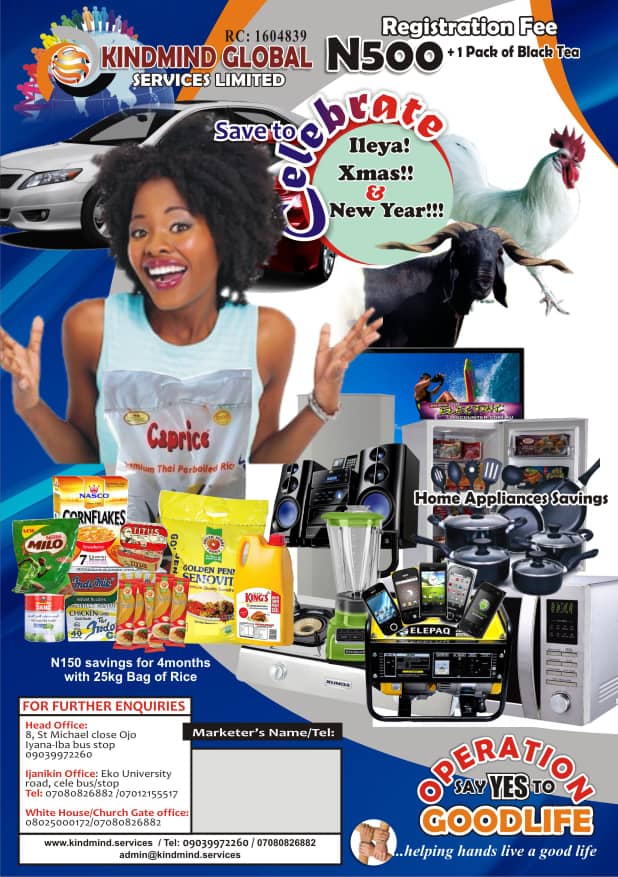 RC: 1604839
KINDMIND GLOBAL
SERVICES LIMITED
Registration Fee
N500 + 1 Pack of Black Tea
Save to
Celebrate
Ileya!
Xmas!!
&
New Year!!!
Caprice
Premium Thai Parboiled Rice
Home Appliances Savings
NASCO
CORNFLAKES
MILO
TITUS
GOLDEN PENNY
SEMOVITA
KING'S
Indomie
CHICKEN
ELEPAQ
N150 savings for 4months
with 25kg Bag of Rice
FOR FURTHER ENQUIRIES
Head Office:
8, St Michael close Ojo
Iyana-Iba bus stop
09039972260
Ijanikin Office: Eko University
road, cele bus/stop
Tel: 07080826882 /07012155517
White House/Church Gate office:
08025000172/07080826882
Marketer's Name/Tel:
www.kindmind.services / Tel: 09039972260 / 07080826882
admin@kindmind.services
OPERATION
SAY YES TO
GOODLIFE
...helping hands live a good life